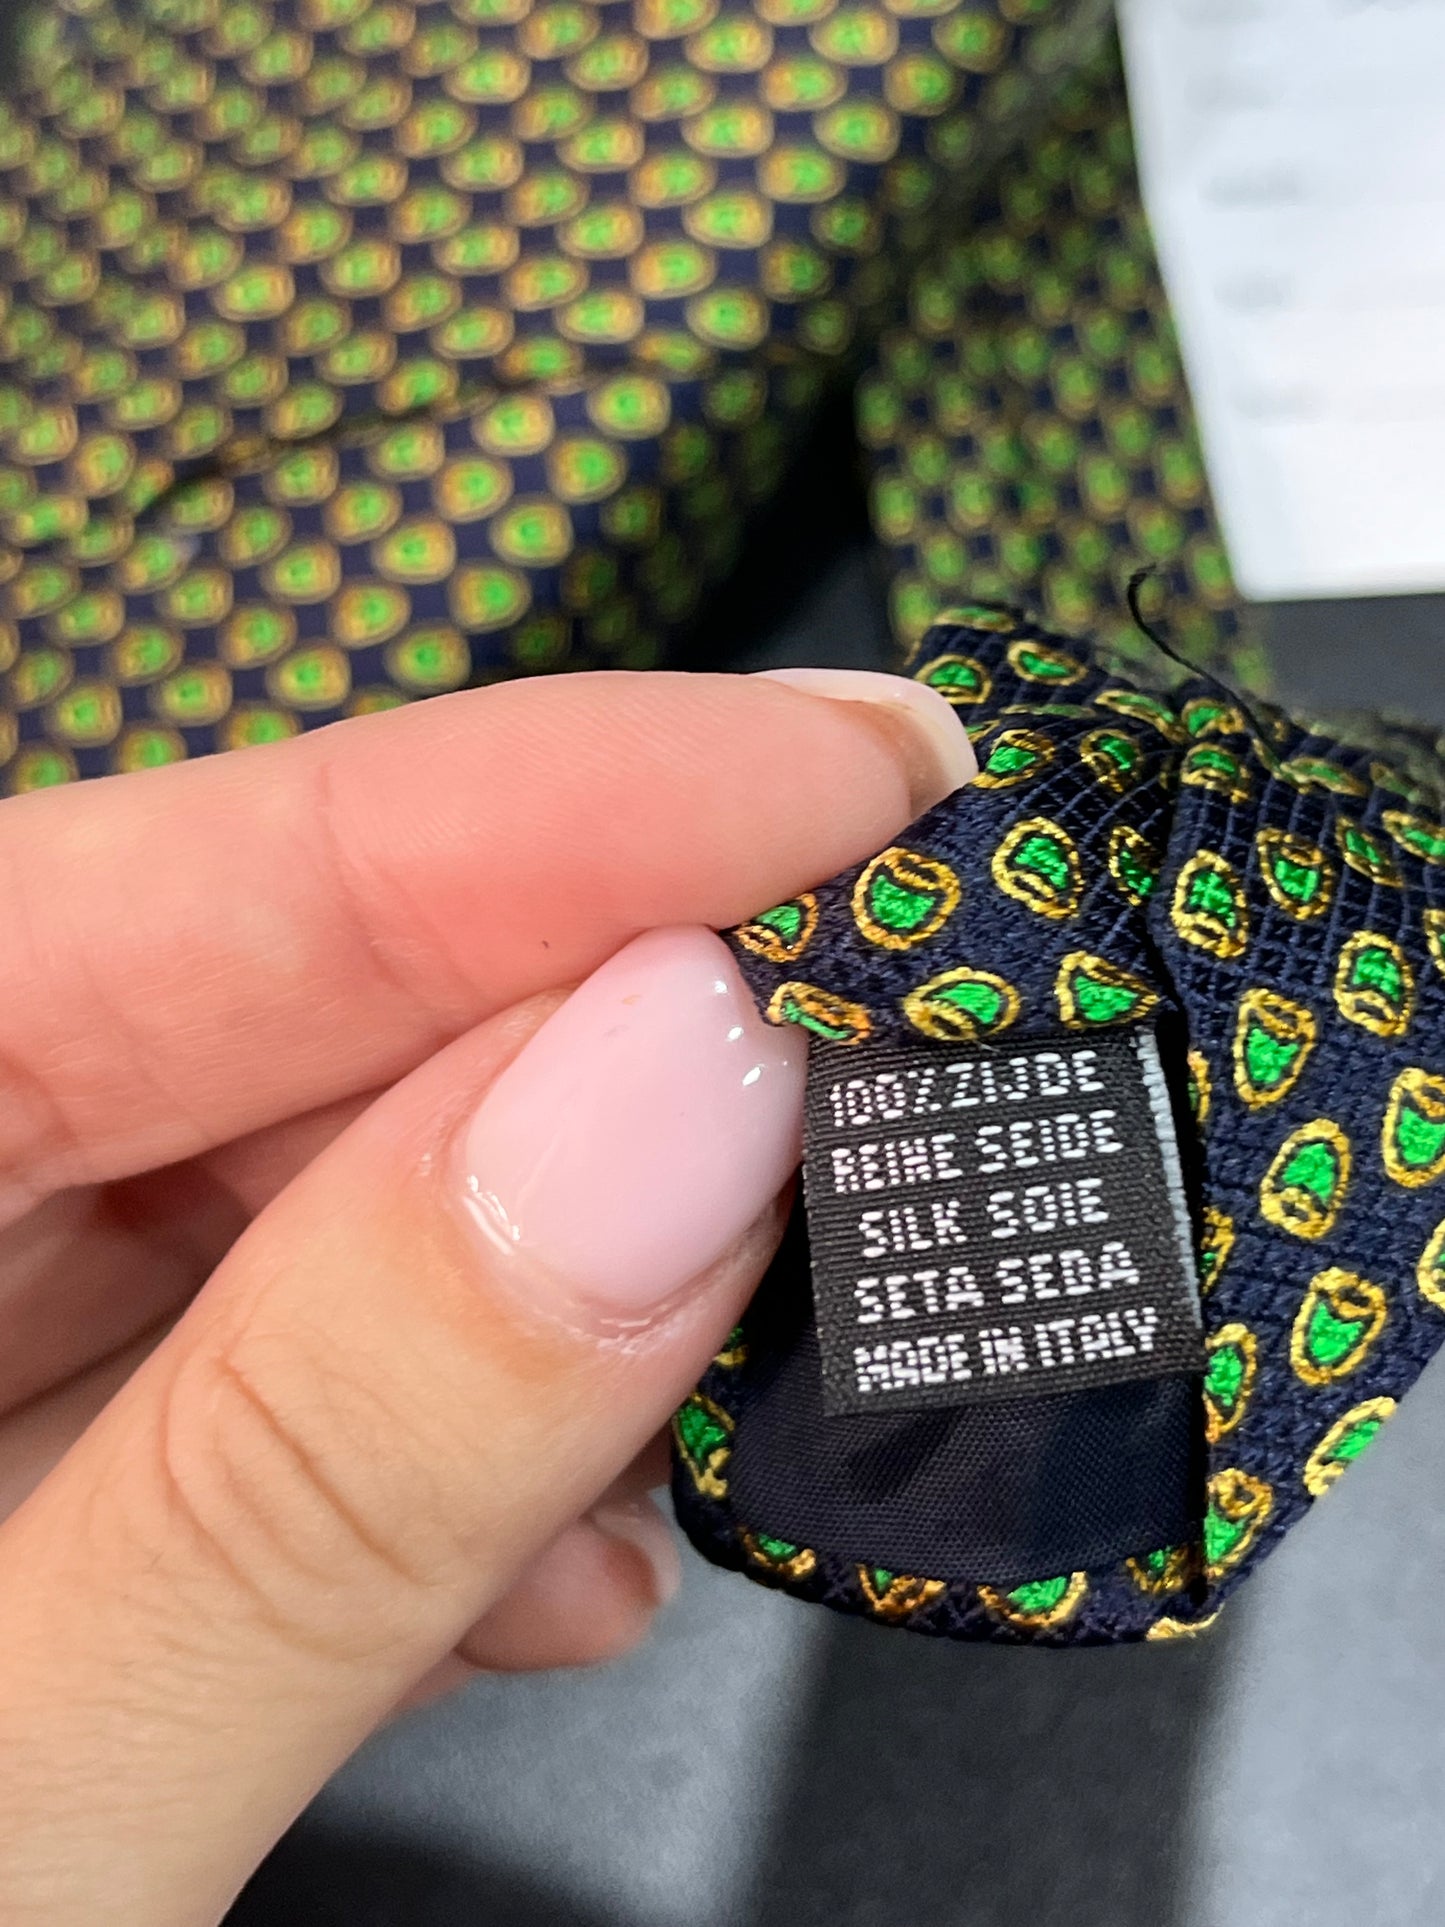 100% ZIJDE
REINE SEIDE
SILK SOIE
SETA SEDA
MADE IN ITALY